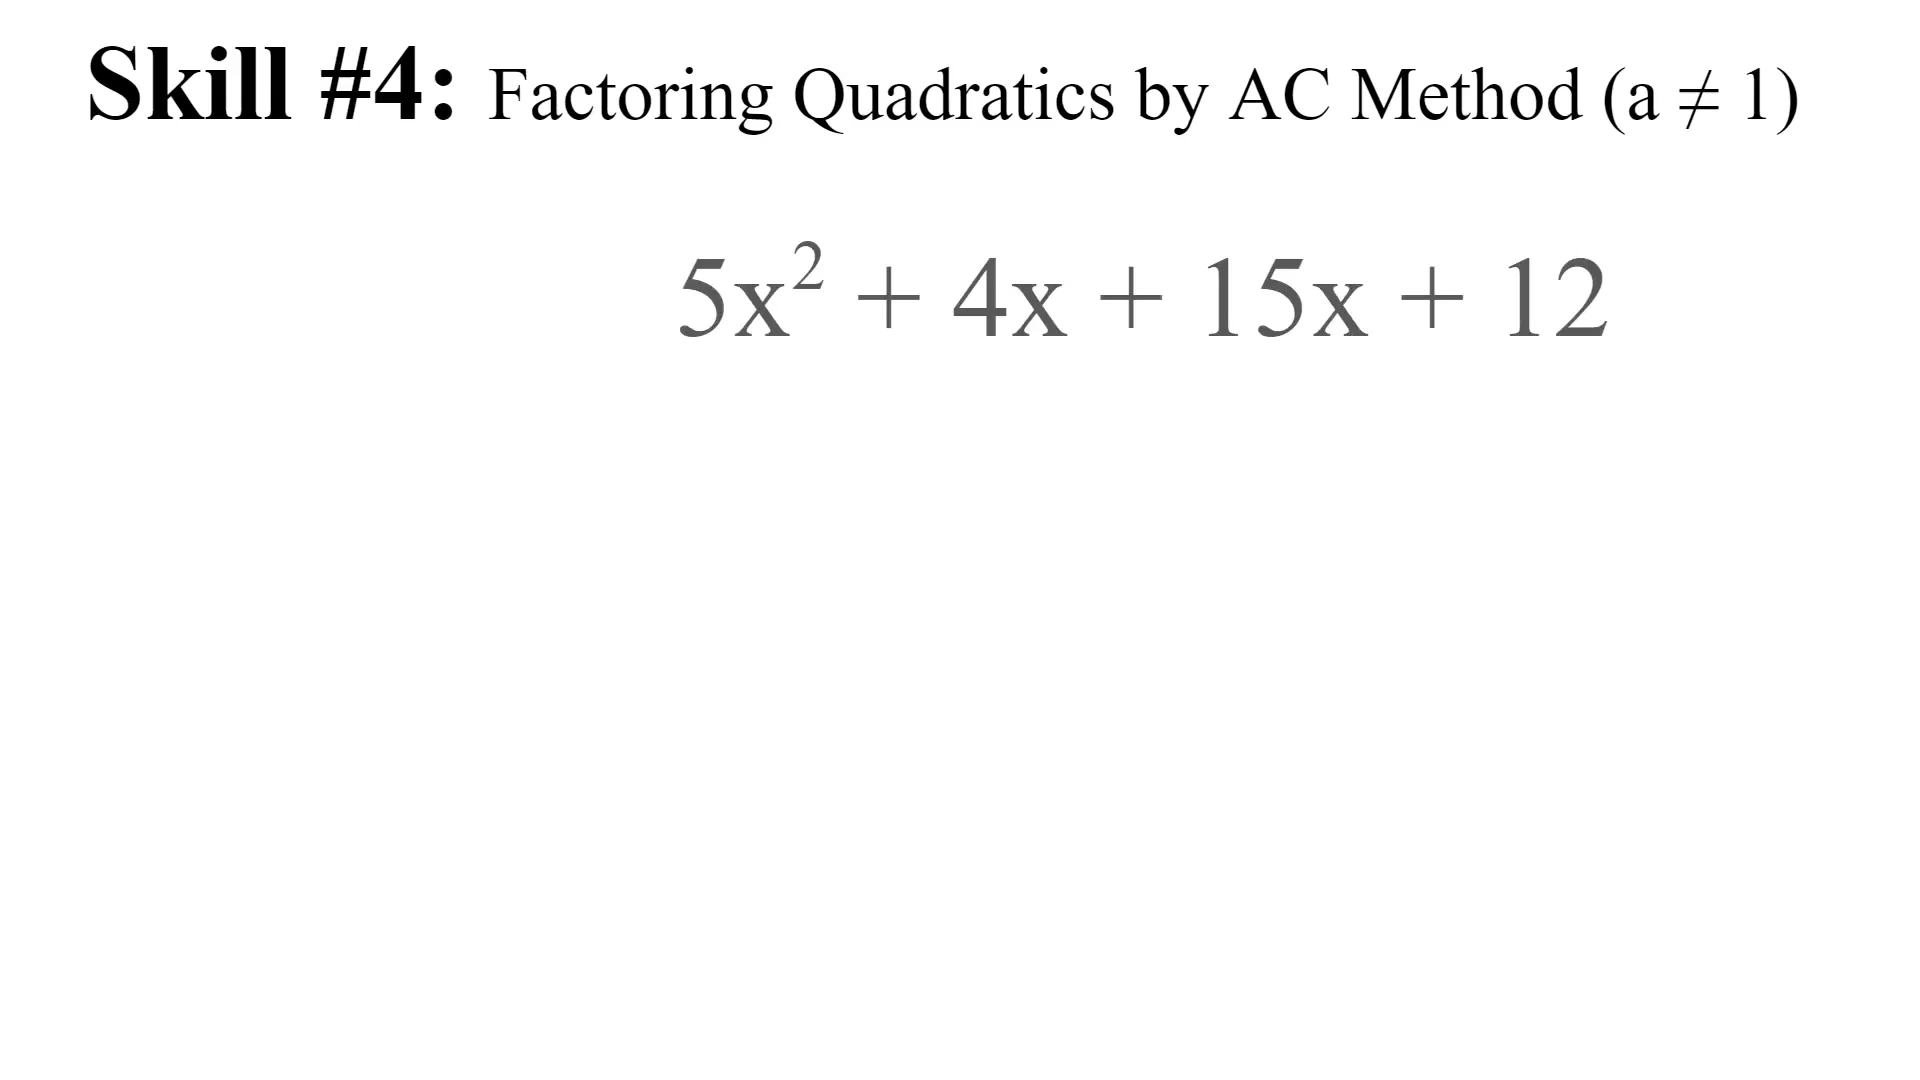 Skill #4: Factoring Quadratics by AC Method (a ≠ 1)
5x² + 4x + 15x + 12